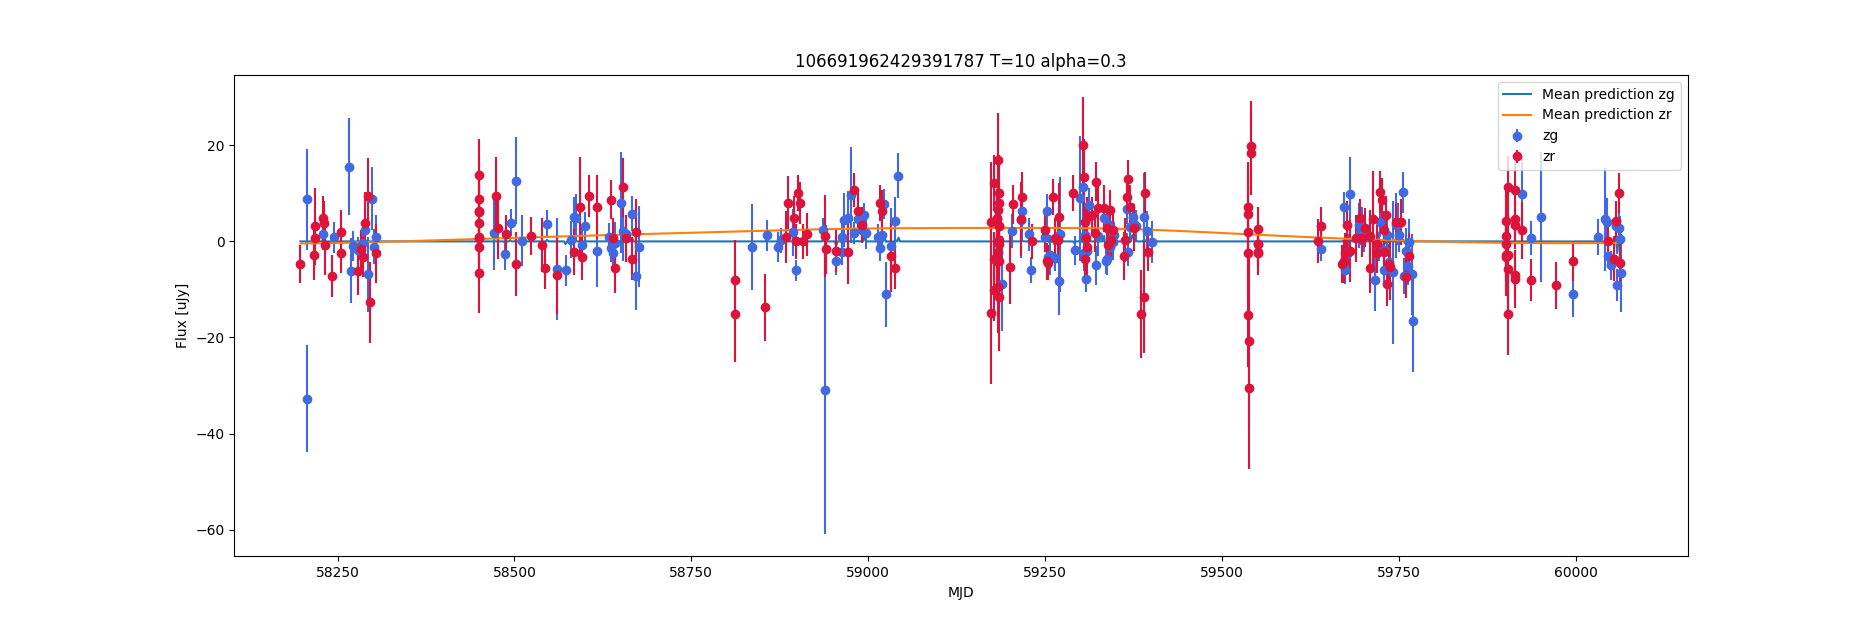 106691962429391787 T=10 alpha=0.3
Mean prediction zg
Mean prediction zr
zg
zr
Flux [uJy]
20
0
−20
−40
−60
58250 58500 58750 59000 59250 59500 59750 60000
MJD